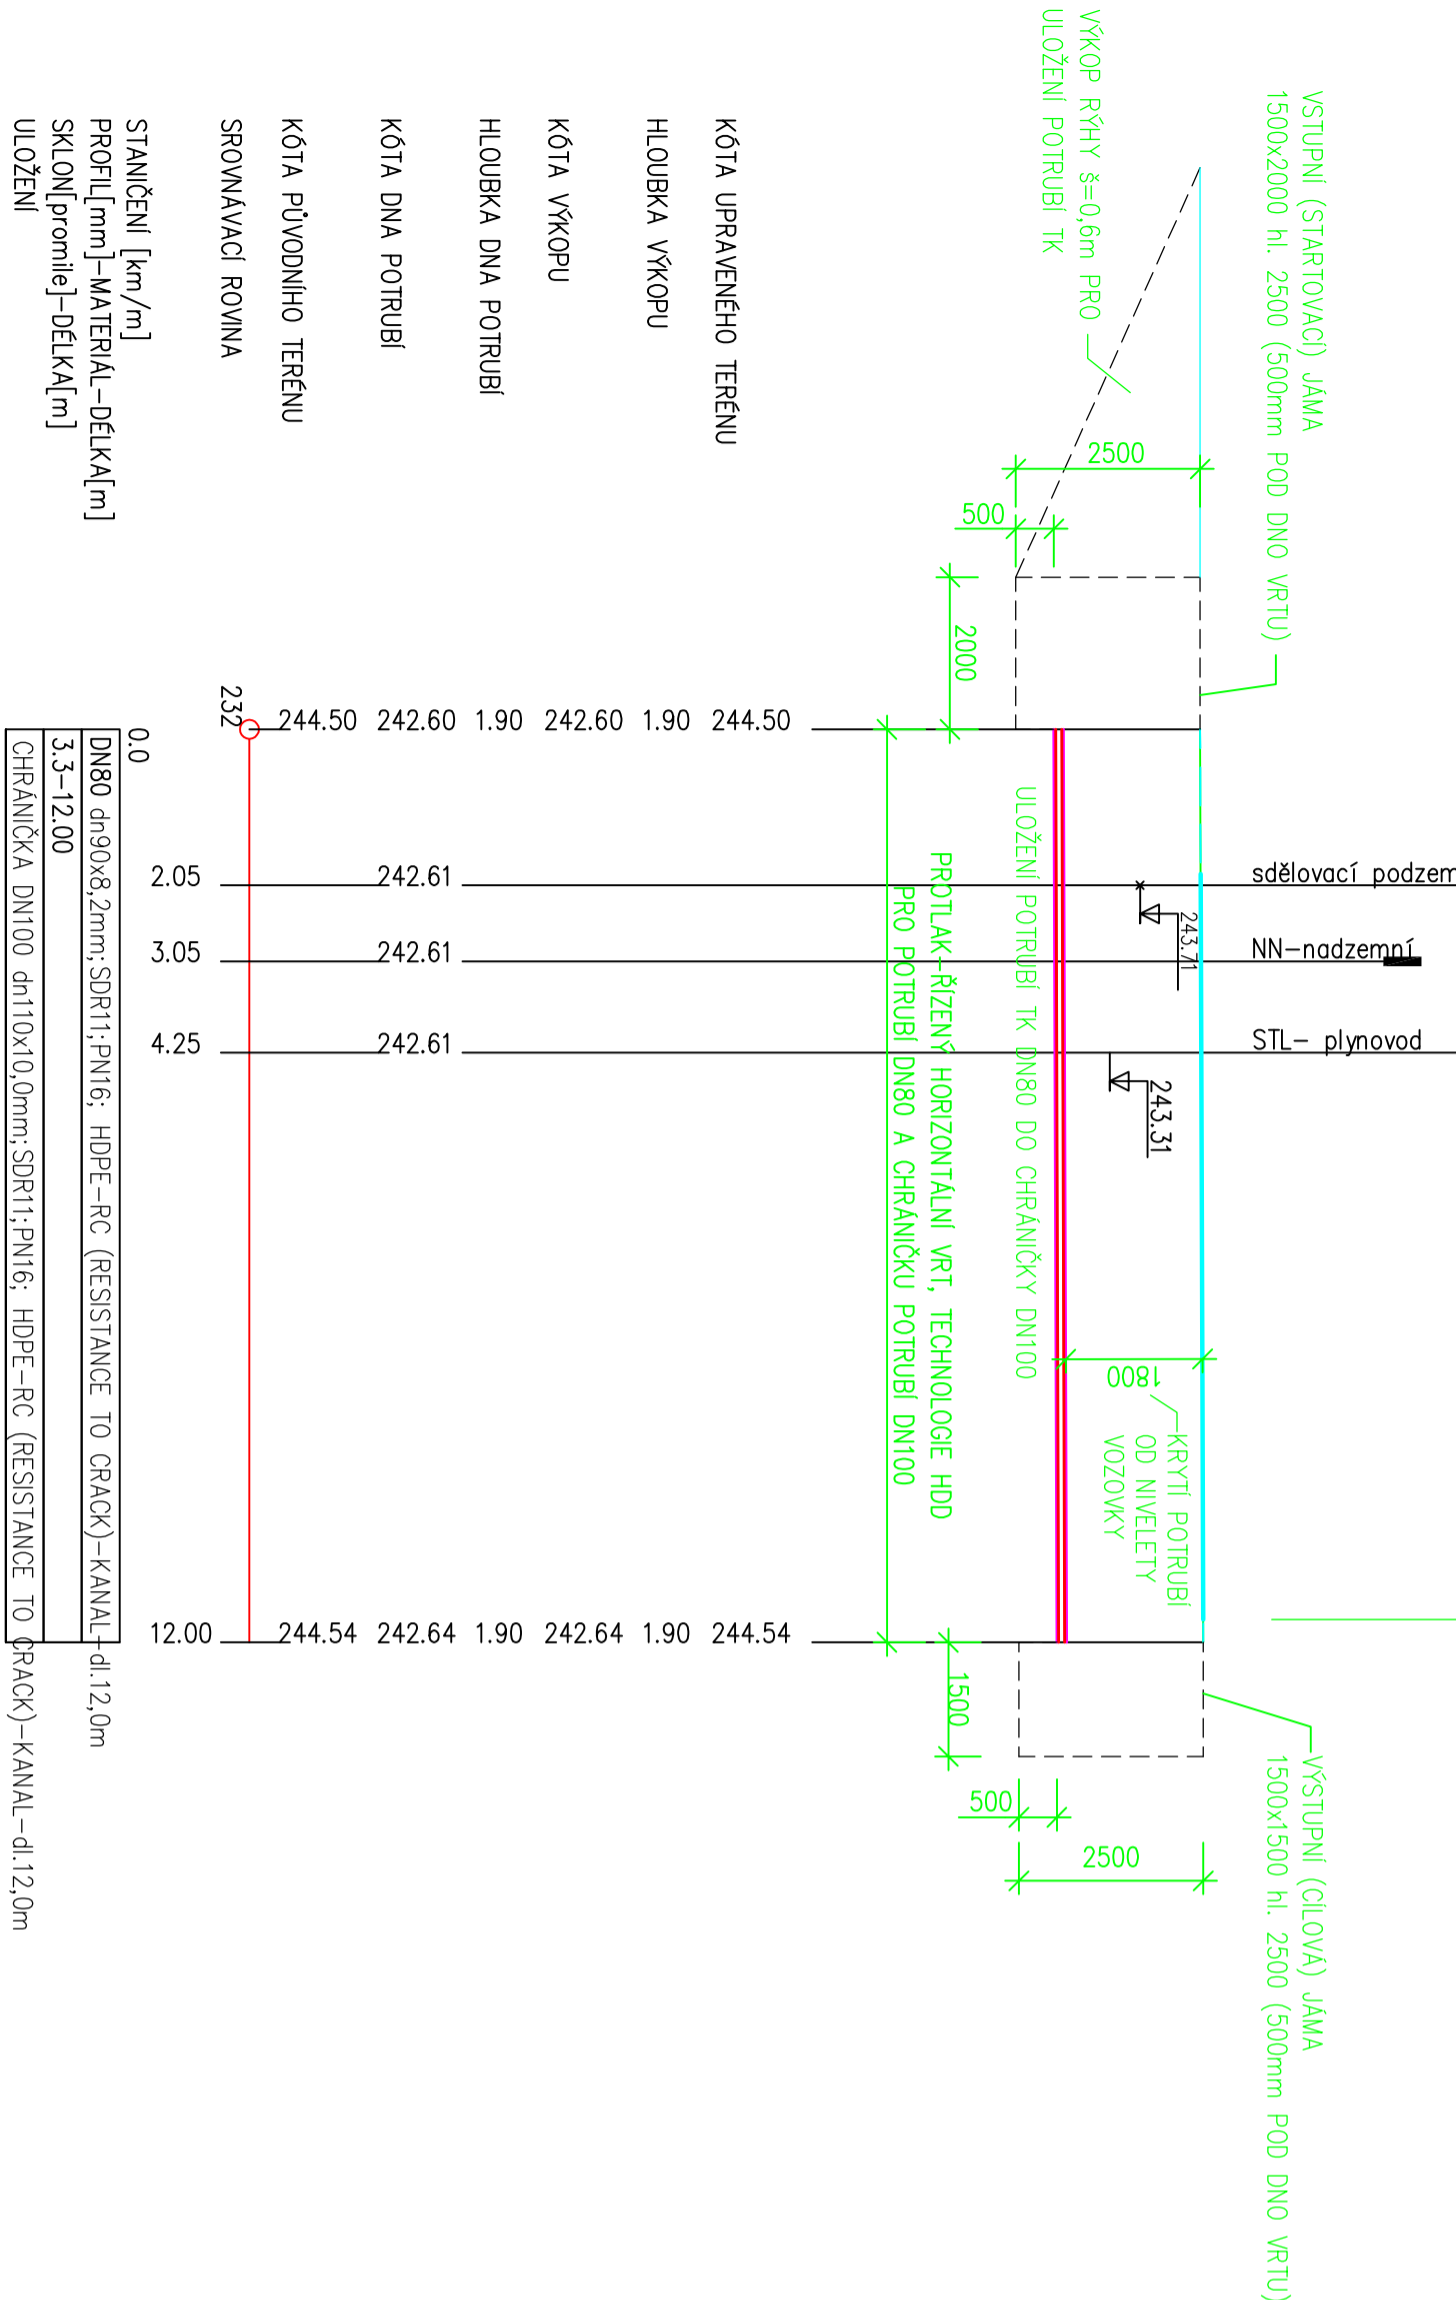 VSTUPNÍ (STARTOVACÍ) JÁMA
1500x2000 hl. 2500 (500mm POD DNO VRTU)
VÝKOP RÝHY š=0,6m PRO
ULOŽENÍ POTRUBÍ TK
2500
500
2000
VÝSTUPNÍ (CÍLOVÁ) JÁMA
1500x1500 hl. 2500 (500mm POD DNO VRTU)
2500
500
1500
sdělovací podzem
NN-nadzemní
STL- plynovod
243.71
243.31
1800
KRYTÍ POTRUBÍ
OD NIVELETY
VOZOVKY
ULOŽENÍ POTRUBÍ TK DN80 DO CHRÁNIČKY DN100
PROTLAK-ŘÍZENÝ HORIZONTÁLNÍ VRT, TECHNOLOGIE HDD
PRO POTRUBÍ DN80 A CHRÁNIČKU POTRUBÍ DN100
KÓTA UPRAVENÉHO TERÉNU 244.50 244.54
HLOUBKA VÝKOPU 1.90 1.90
KÓTA VÝKOPU 242.60 242.64
HLOUBKA DNA POTRUBÍ 1.90 1.90
KÓTA DNA POTRUBÍ 242.60 242.61 242.61 242.61 242.64
KÓTA PŮVODNÍHO TERÉNU 244.50 244.54
SROVNÁVACÍ ROVINA 232
STANIČENÍ [km/m] 0.0 2.05 3.05 4.25 12.00
PROFIL[mm]-MATERIÁL-DÉLKA[m] DN80 dn90x8,2mm;SDR11;PN16; HDPE-RC (RESISTANCE TO CRACK)-KANAL-dl.12,0m
SKLON[promile]-DÉLKA[m] 3.3-12.00
ULOŽENÍ CHRÁNIČKA DN100 dn110x10,0mm;SDR11;PN16; HDPE-RC (RESISTANCE TO CRACK)-KANAL-dl.12,0m